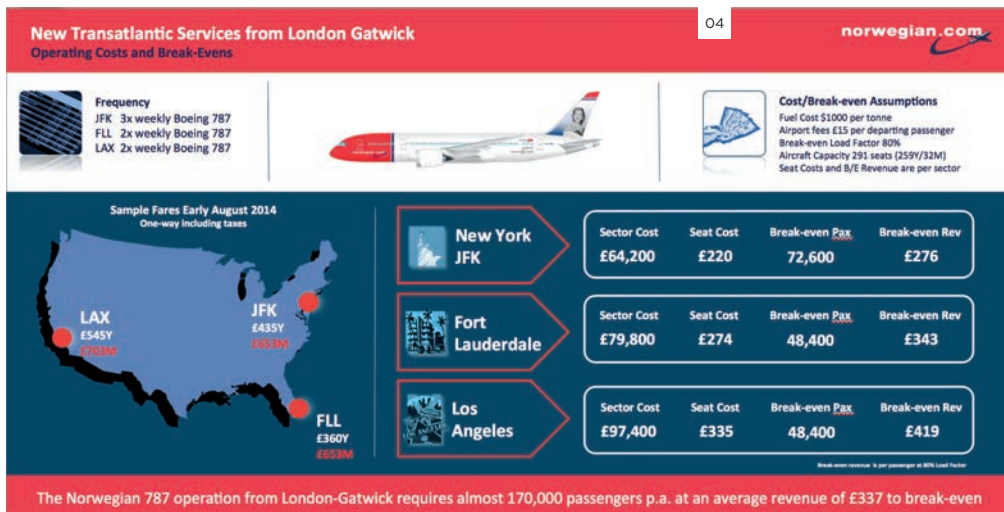 04
New Transatlantic Services from London Gatwick
Operating Costs and Break-Evens
norwegian.com
Frequency
JFK 3x weekly Boeing 787
FLL 2x weekly Boeing 787
LAX 2x weekly Boeing 787
Cost/Break-even Assumptions
Fuel Cost $1000 per tonne
Airport fees £15 per departing passenger
Break-even Load Factor 80%
Aircraft Capacity 291 seats (259Y/32M)
Seat Costs and B/E Revenue are per sector
Sample Fares Early August 2014
One-way including taxes
LAX
£545Y
£703M
JFK
£435Y
£653M
FLL
£360Y
£653M
New York
JFK
Sector Cost Seat Cost Break-even Pax Break-even Rev
£64,200 £220 72,600 £276
Fort
Lauderdale
Sector Cost Seat Cost Break-even Pax Break-even Rev
£79,800 £274 48,400 £343
Los
Angeles
Sector Cost Seat Cost Break-even Pax Break-even Rev
£97,400 £335 48,400 £419
Break-even revenue is per passenger at 80% Load Factor
The Norwegian 787 operation from London-Gatwick requires almost 170,000 passengers p.a. at an average revenue of £337 to break-even